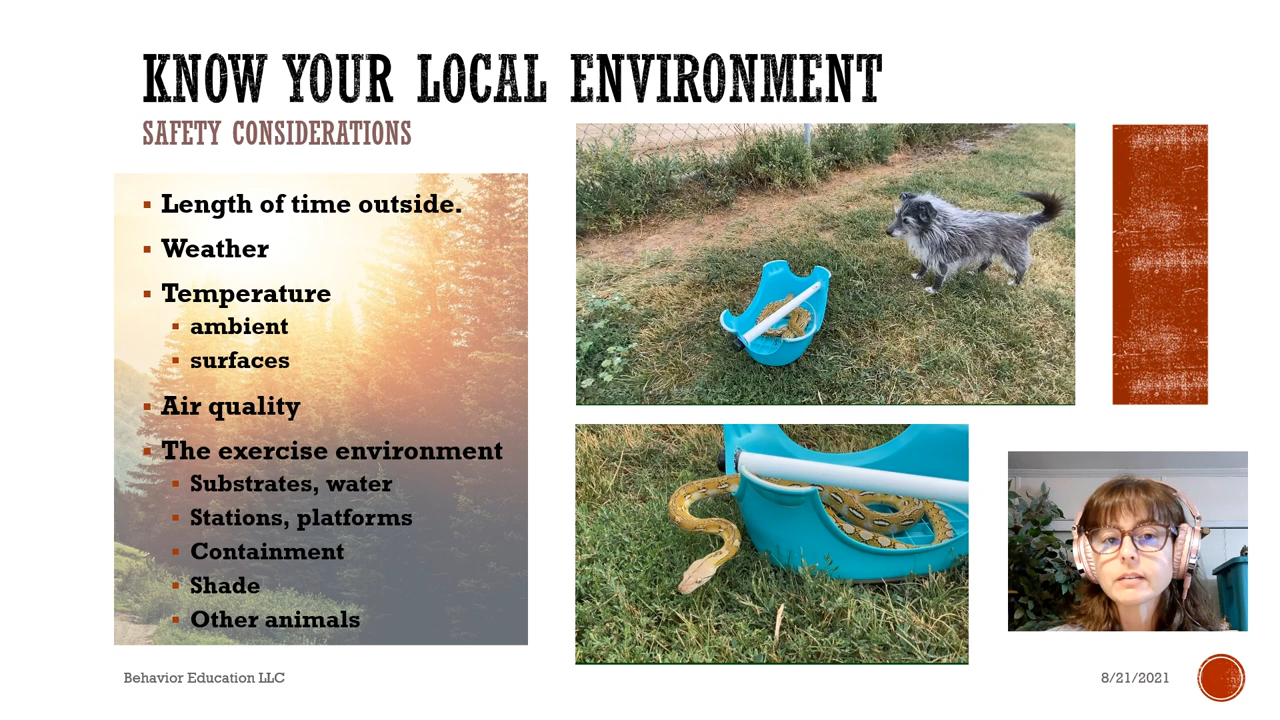 KNOW YOUR LOCAL ENVIRONMENT
SAFETY CONSIDERATIONS
Length of time outside.
Weather
Temperature
ambient
surfaces
Air quality
The exercise environment
Substrates, water
Stations, platforms
Containment
Shade
Other animals
Behavior Education LLC
8/21/2021